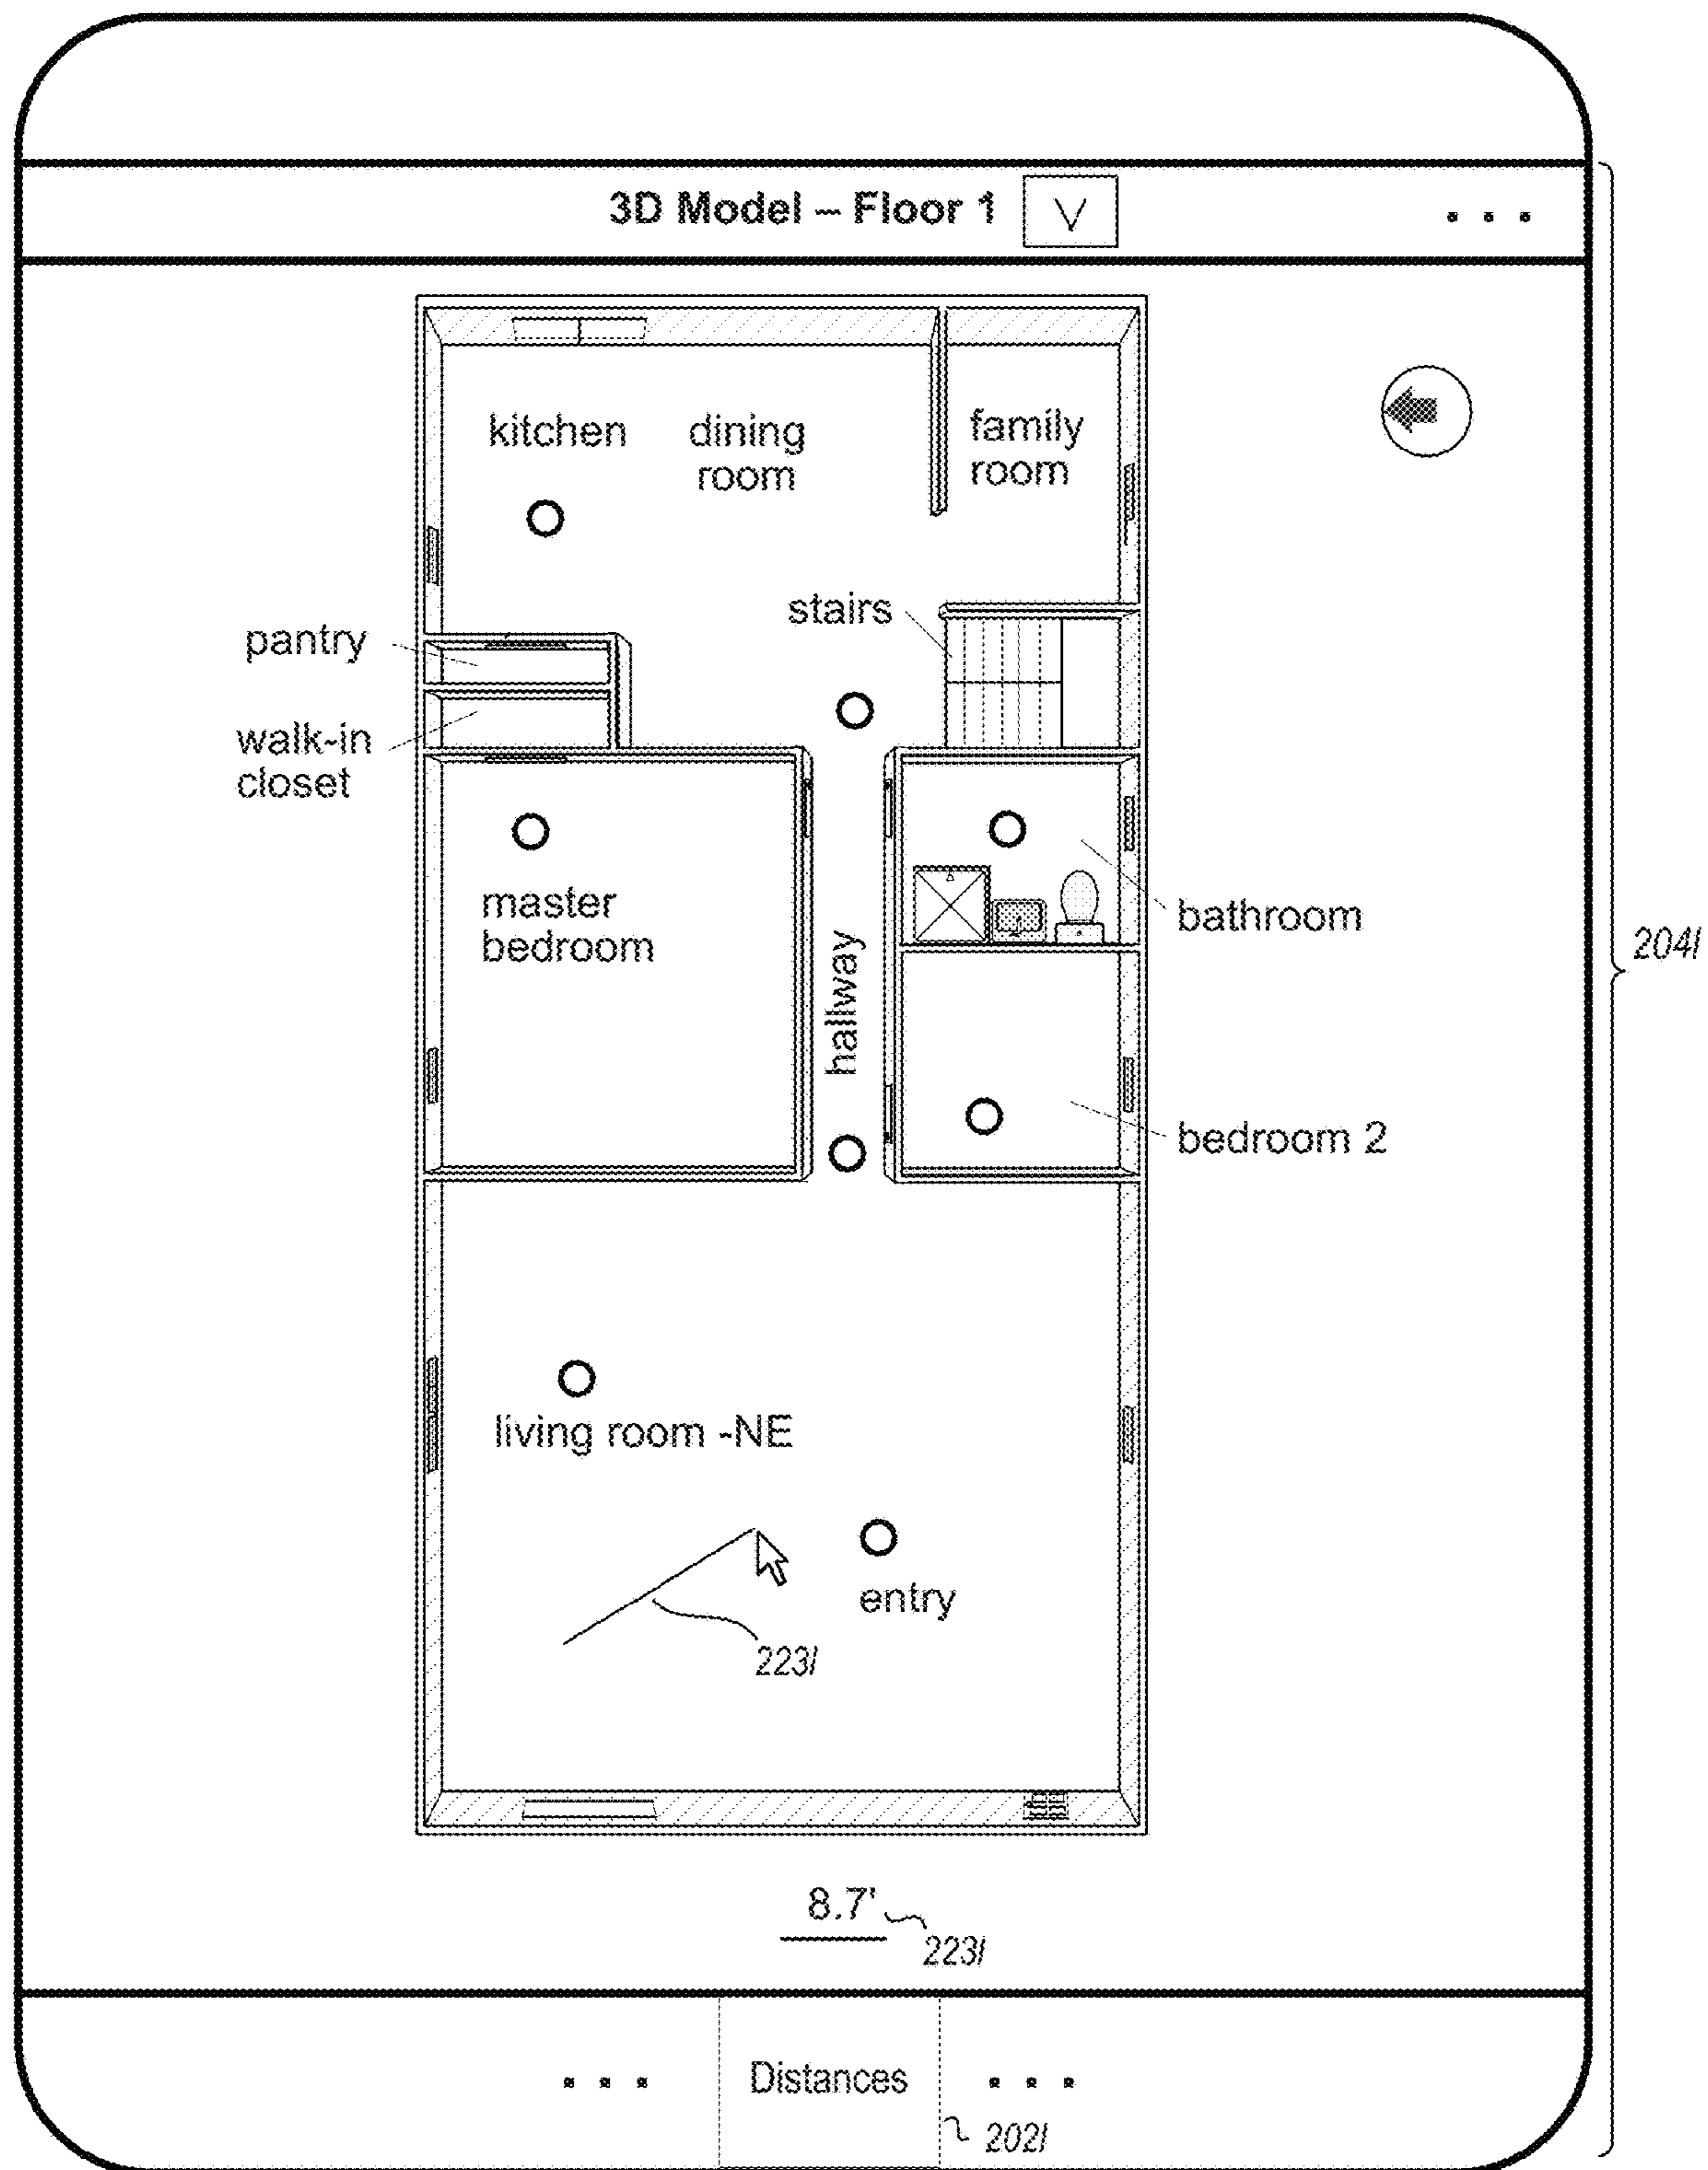 3D Model – Floor 1 V . . .
kitchen
dining
room
family
room
stairs
pantry
walk-in
closet
master
bedroom
hallway
bathroom
204l
bedroom 2
living room -NE
entry
223l
8.7'
223l
. . . Distances . . .
202l